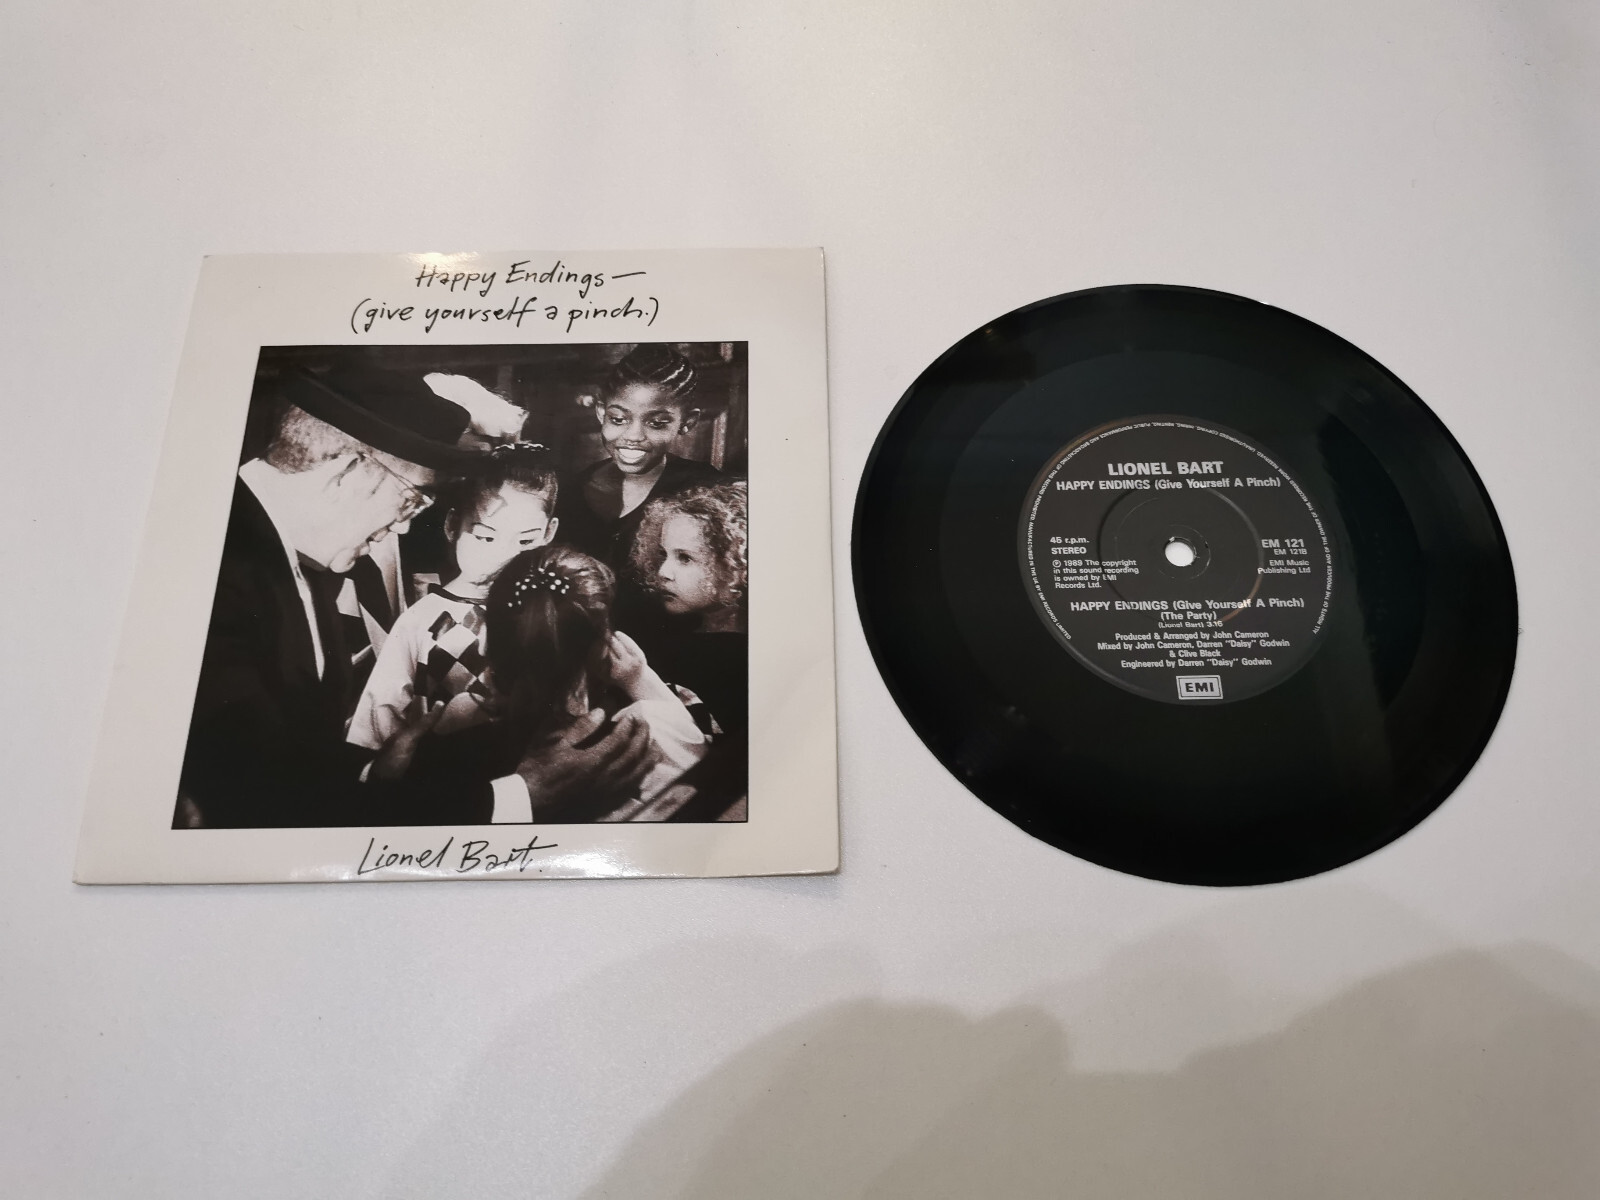 Happy Endings —
(give yourself a pinch.)
Lionel Bart.
LIONEL BART
HAPPY ENDINGS (Give Yourself A Pinch)
45 r.p.m.
STEREO
℗ 1989 The copyright
in this sound recording
is owned by EMI
Records Ltd.
EM 121
EM 121B
EMI Music
Publishing Ltd
HAPPY ENDINGS (Give Yourself A Pinch)
(The Party)
(Lionel Bart) 3.16
Produced & Arranged by John Cameron
Mixed by John Cameron, Darren "Daisy" Godwin
& Clive Black
Engineered by Darren "Daisy" Godwin
EMI